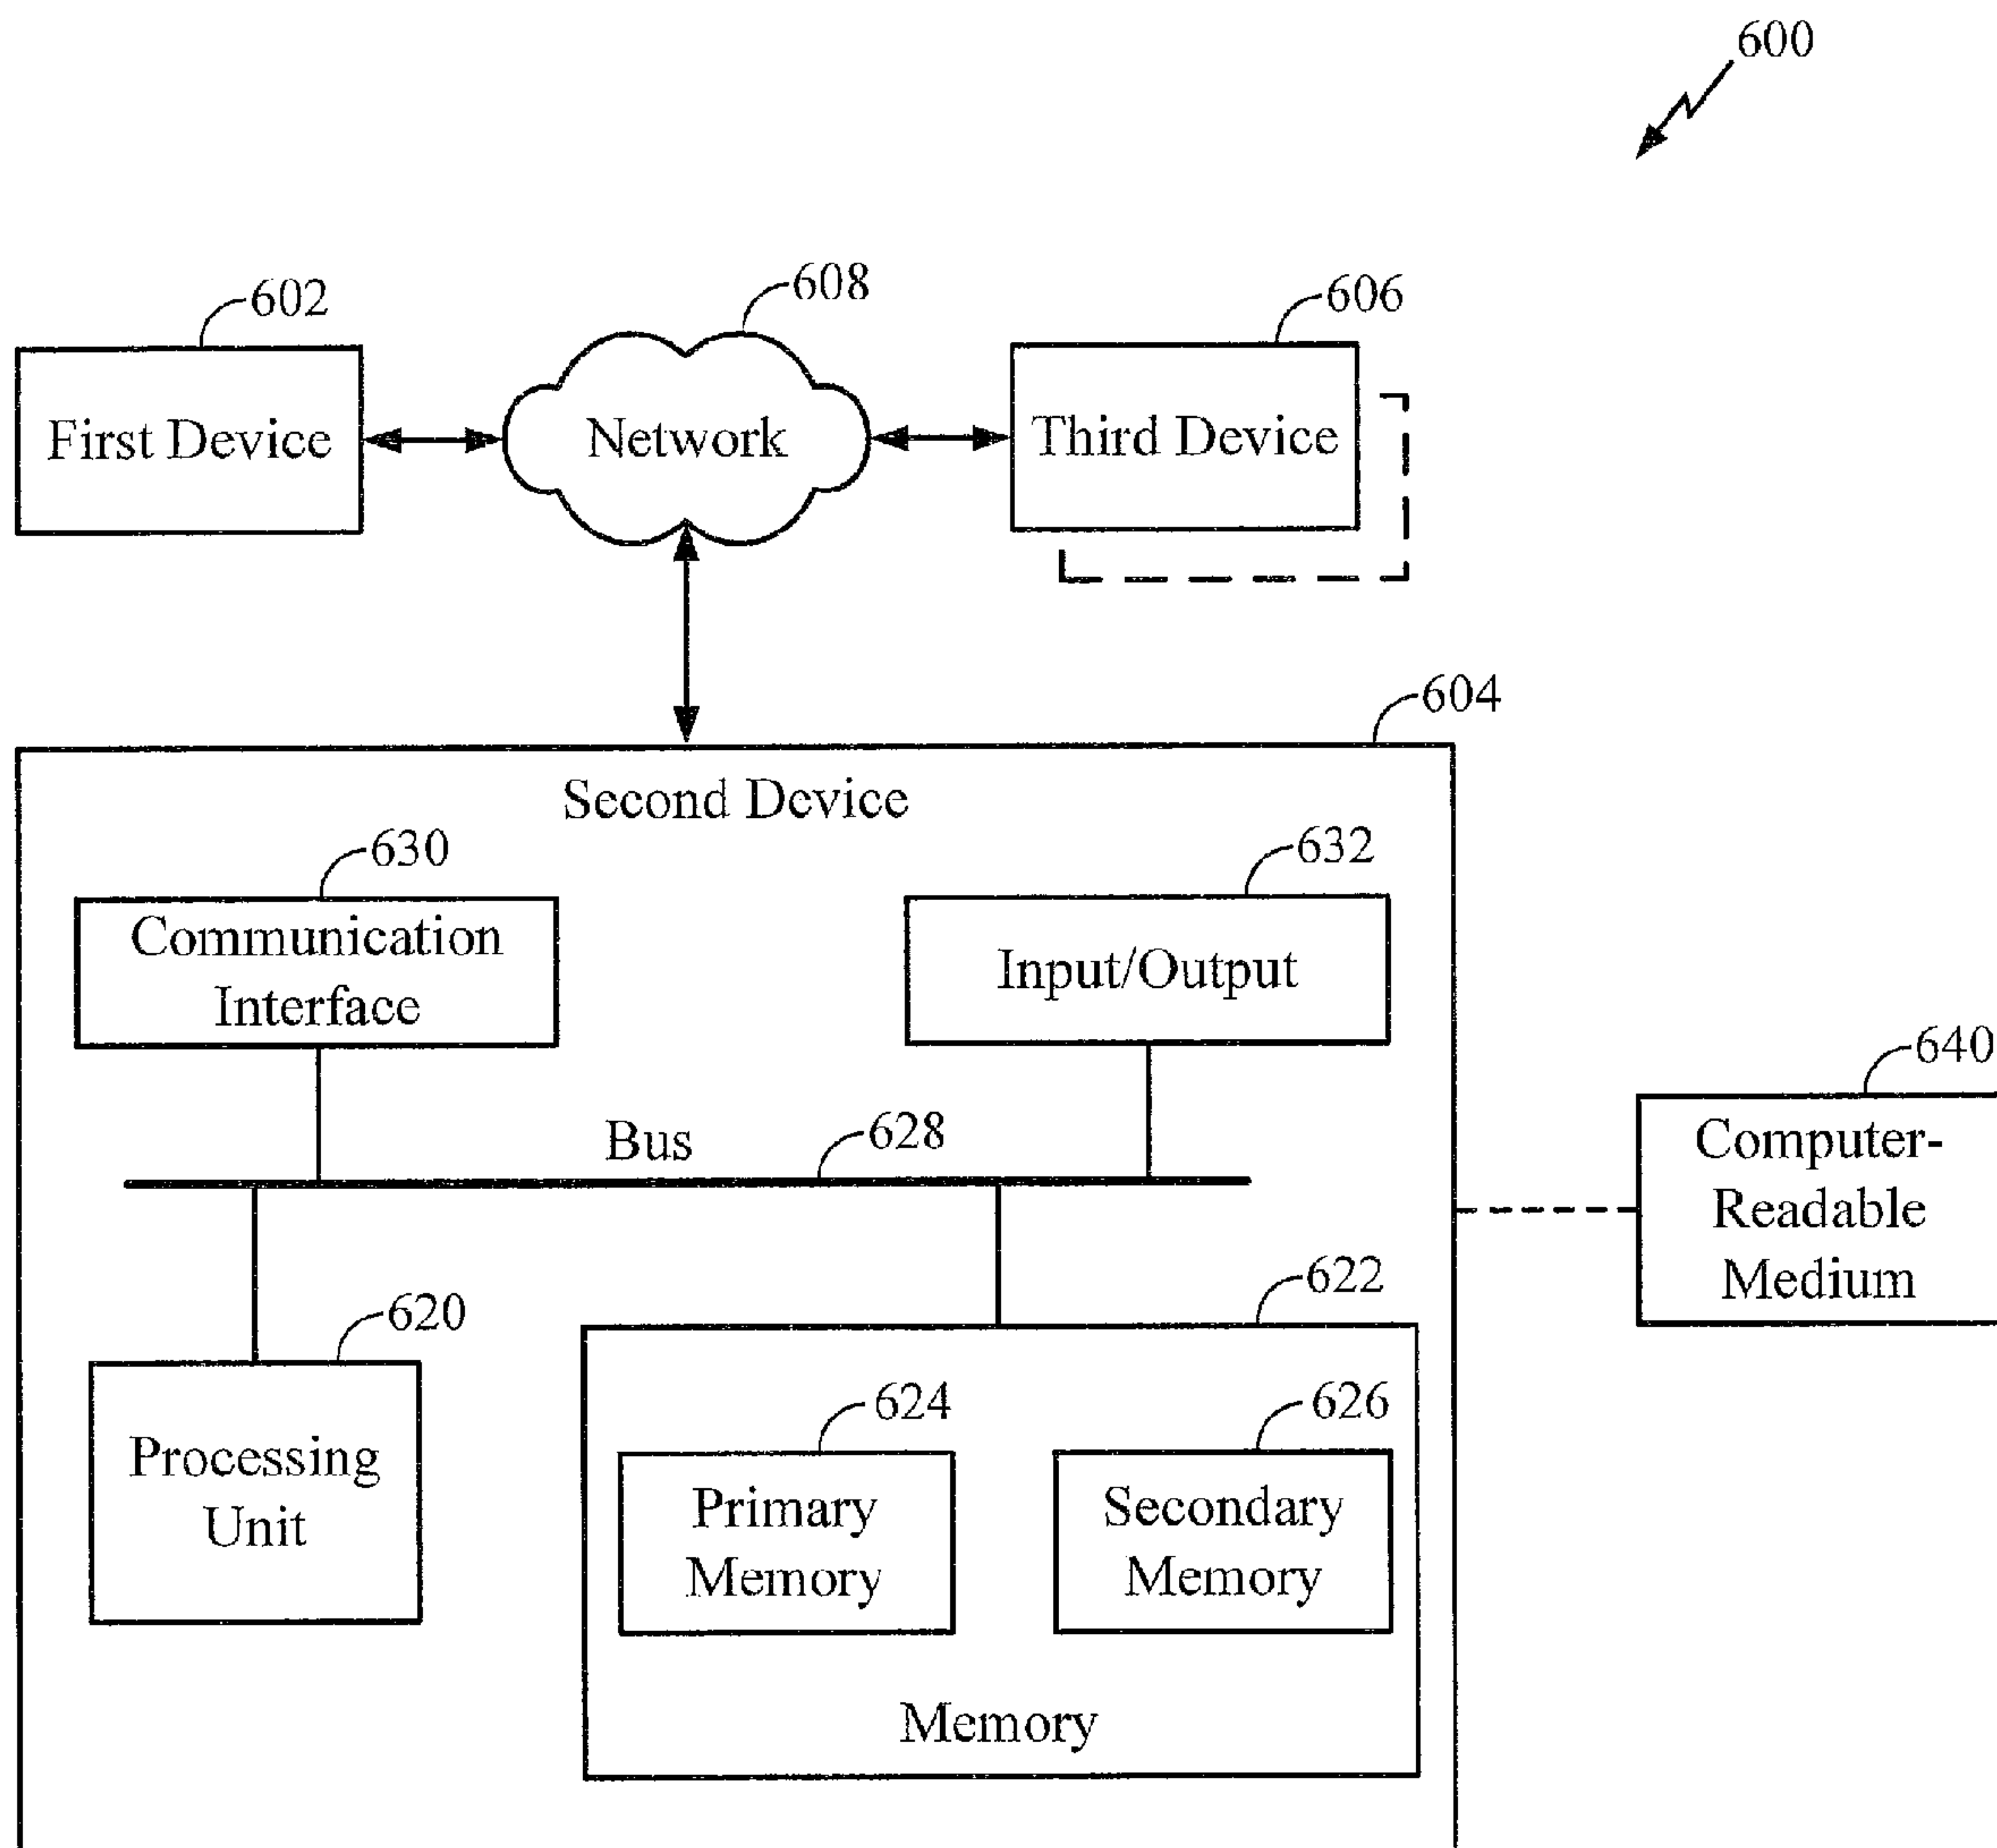 600
602
608
606
First Device
Network
Third Device
604
Second Device
630
632
Communication
Interface
Input/Output
640
Bus
628
Computer-
Readable
Medium
622
620
624
626
Processing
Unit
Primary
Memory
Secondary
Memory
Memory